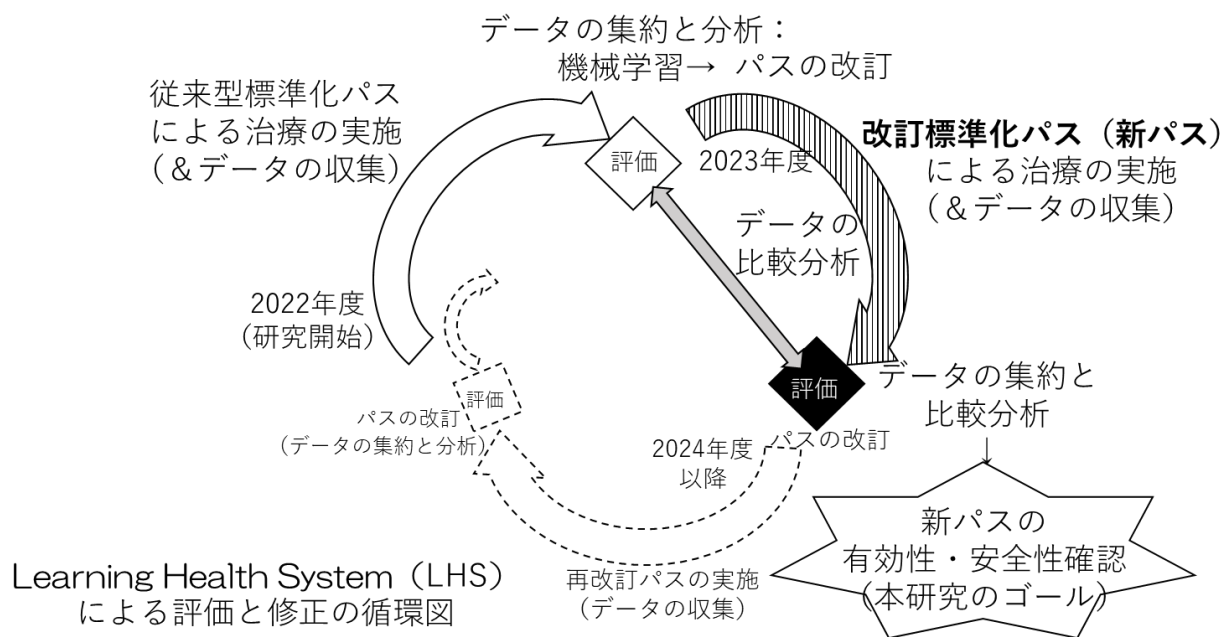 データの集約と分析：
機械学習→ パスの改訂
従来型標準化パス
による治療の実施
（＆データの収集）
評価
2023年度
改訂標準化パス（新パス）
による治療の実施
（＆データの収集）
データの
比較分析
2022年度
（研究開始）
評価
データの集約と
比較分析
↓
評価
パスの改訂
（データの集約と分析）
パスの改訂
2024年度
以降
新パスの
有効性・安全性確認
（本研究のゴール）
再改訂パスの実施
（データの収集）
Learning Health System（LHS）
による評価と修正の循環図